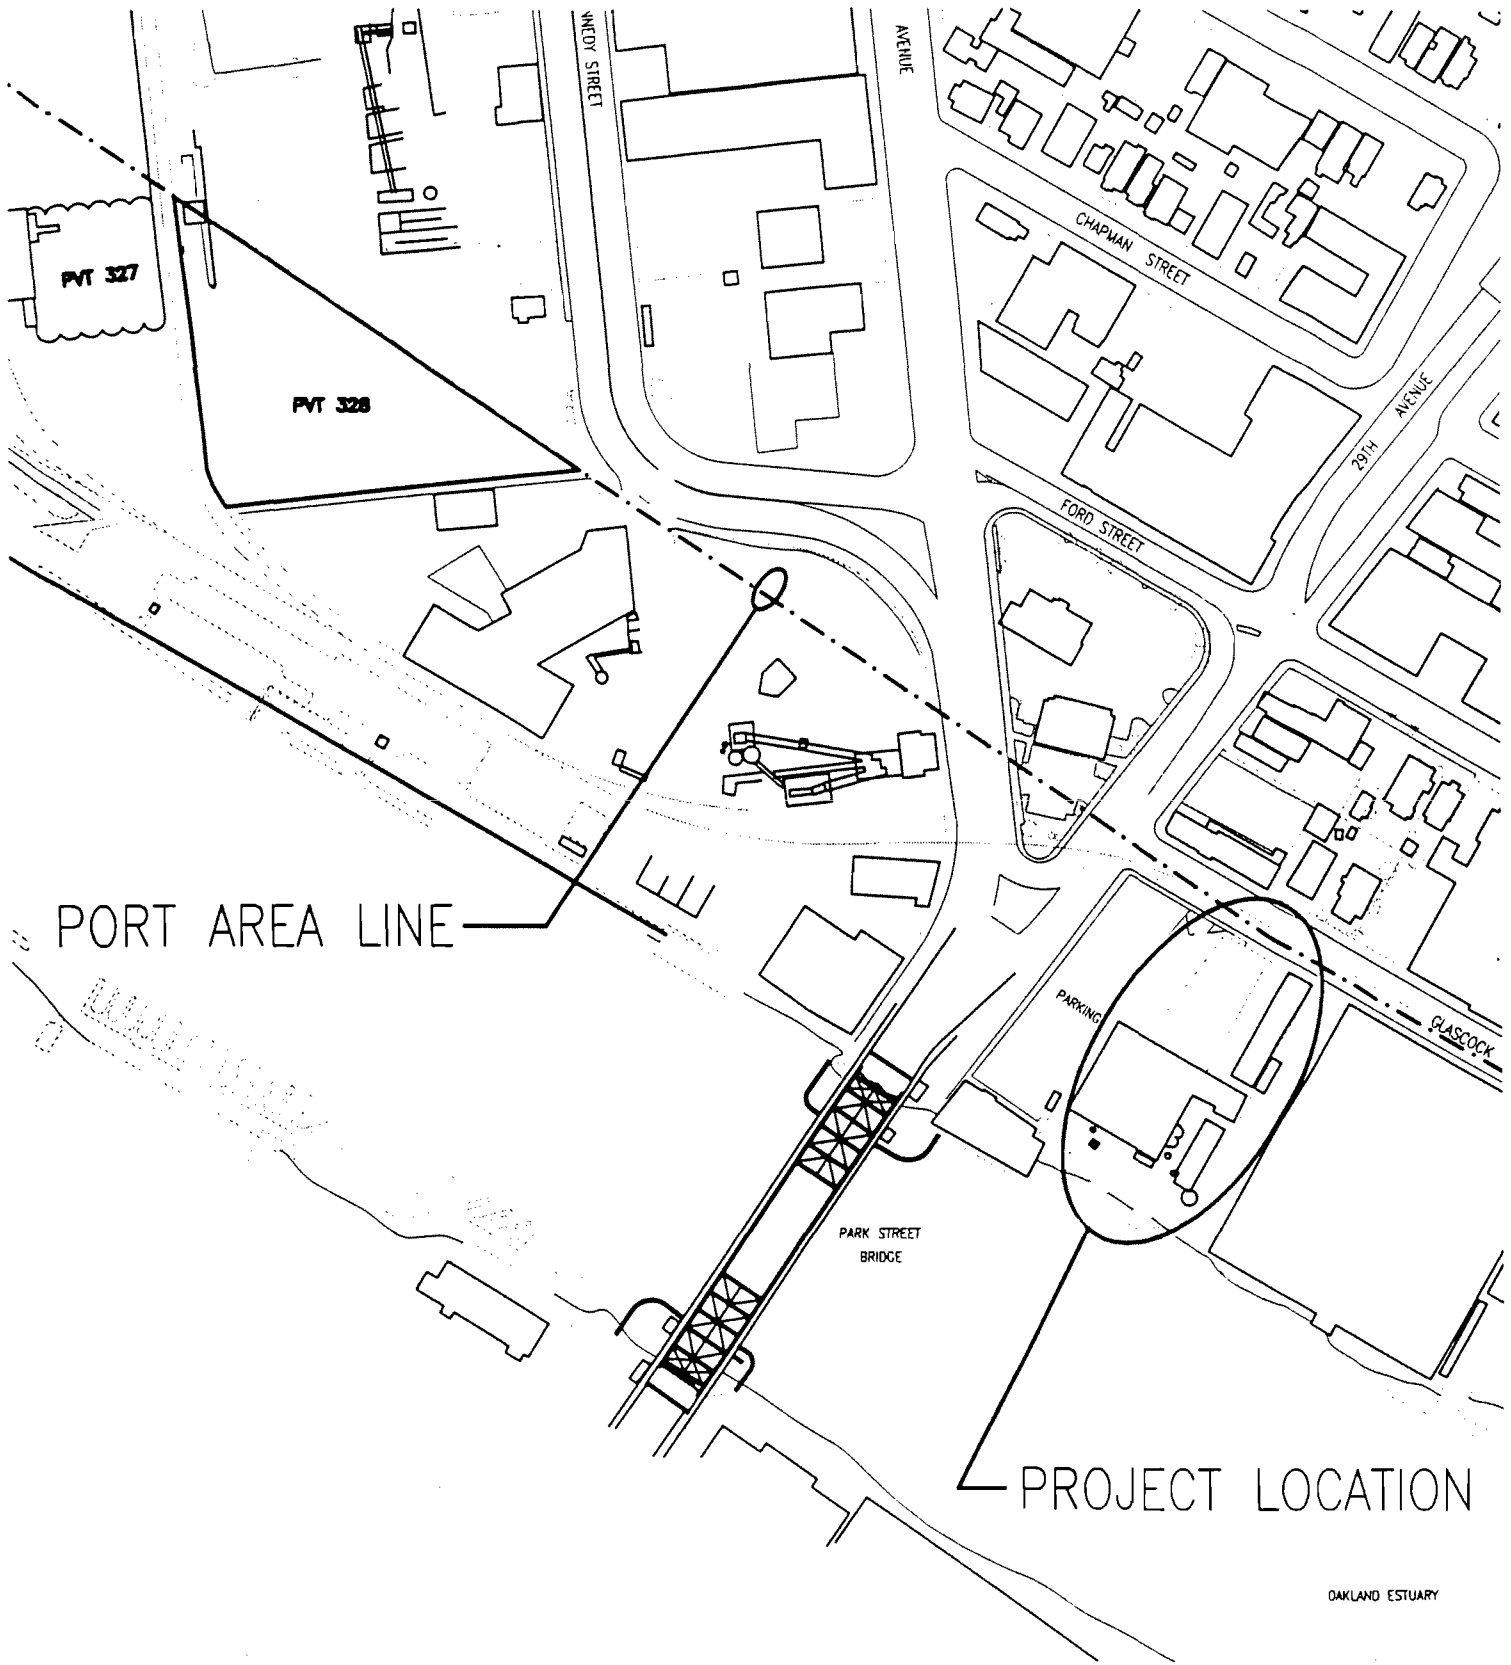 NNEDY STREET
AVENUE
CHAPMAN STREET
PVT 327
PVT 328
29TH AVENUE
FORD STREET
PORT AREA LINE
PARKING
GLASCOCK
PARK STREET
BRIDGE
PROJECT LOCATION
OAKLAND ESTUARY